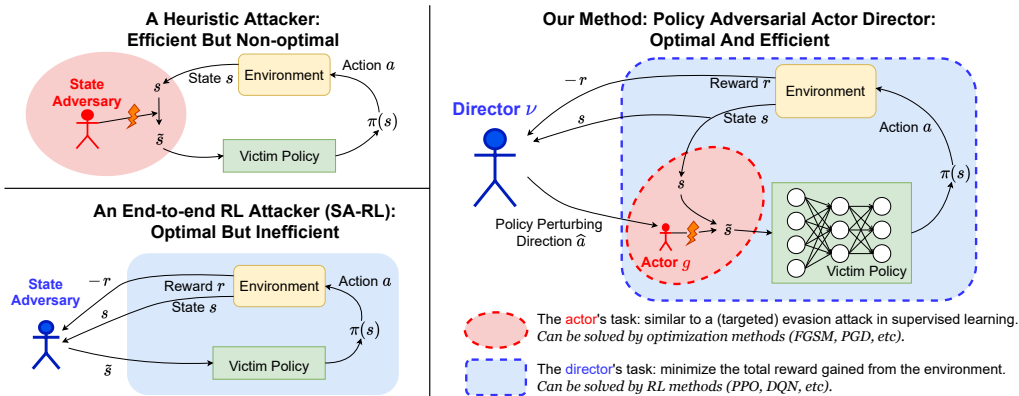 A Heuristic Attacker:
Efficient But Non-optimal
Action a
State s
Environment
State
Adversary
s
s̃
π(s)
Victim Policy
An End-to-end RL Attacker (SA-RL):
Optimal But Inefficient
State
Adversary
−r
Reward r
s
State s
Environment
Action a
π(s)
s̃
Victim Policy
Our Method: Policy Adversarial Actor Director:
Optimal And Efficient
−r
Reward r
Environment
Director ν
s
State s
Action a
s
π(s)
Policy Perturbing
Direction â
s̃
Actor g
Victim Policy
The actor's task: similar to a (targeted) evasion attack in supervised learning.
Can be solved by optimization methods (FGSM, PGD, etc).
The director's task: minimize the total reward gained from the environment.
Can be solved by RL methods (PPO, DQN, etc).